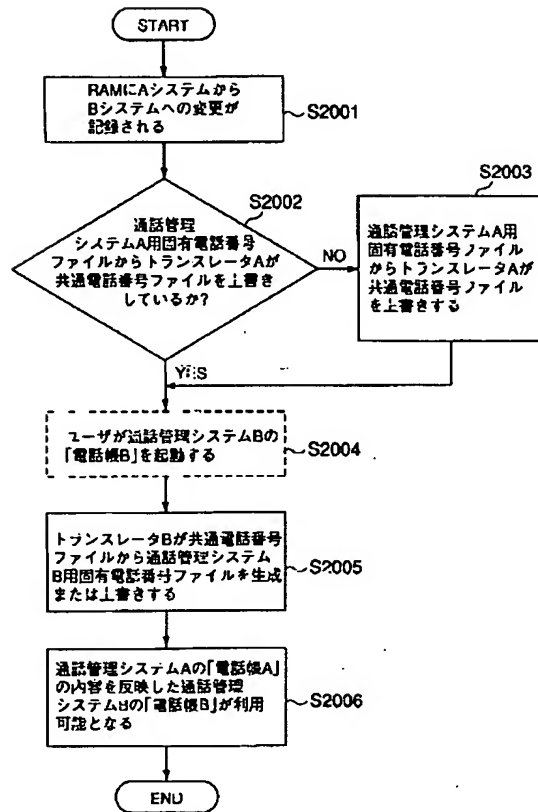 START
RAMにAシステムから
Bシステムへの変更が
記録される
S2001
S2002
通話管理
システムA用固有電話番号
ファイルからトランスレータAが
共通電話番号ファイルを上書き
しているか?
NO
YES
S2003
通話管理システムA用
固有電話番号ファイル
からトランスレータAが
共通電話番号ファイル
を上書きする
ユーザが通話管理システムBの
「電話帳B」を起動する
S2004
トランスレータBが共通電話番号
ファイルから通話管理システム
B用固有電話番号ファイルを生成
または上書きする
S2005
通話管理システムAの「電話帳A」
の内容を反映した通話管理
システムBの「電話帳B」が利用
可能となる
S2006
END